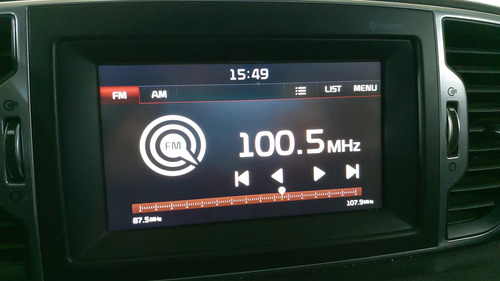 15:49
FM AM LIST MENU
FM
100.5MHz
87.5MHz 107.9MHz